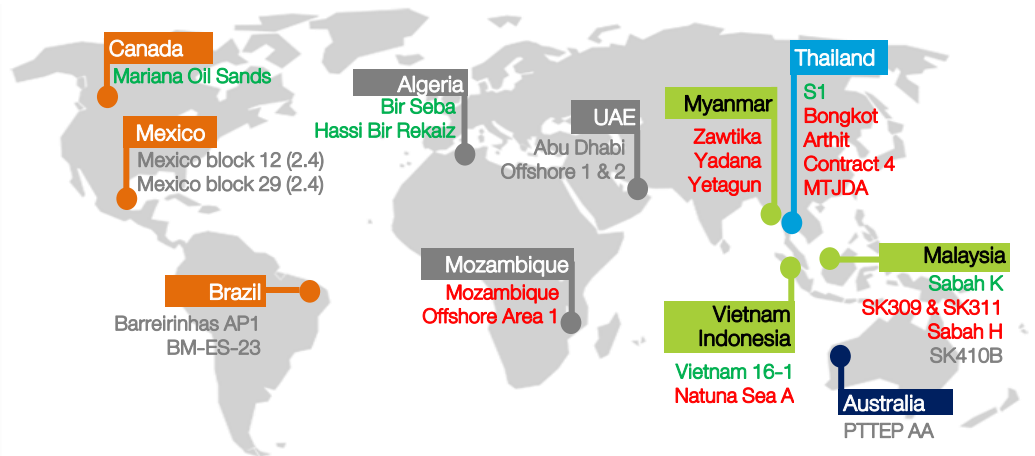 Canada
Mariana Oil Sands
Mexico
Mexico block 12 (2.4)
Mexico block 29 (2.4)
Brazil
Barreirinhas AP1
BM-ES-23
Algeria
Bir Seba
Hassi Bir Rekaiz
UAE
Abu Dhabi
Offshore 1 & 2
Mozambique
Mozambique
Offshore Area 1
Myanmar
Zawtika
Yadana
Yetagun
Thailand
S1
Bongkot
Arthit
Contract 4
MTJDA
Vietnam
Indonesia
Vietnam 16-1
Natuna Sea A
Malaysia
Sabah K
SK309 & SK311
Sabah H
SK410B
Australia
PTTEP AA